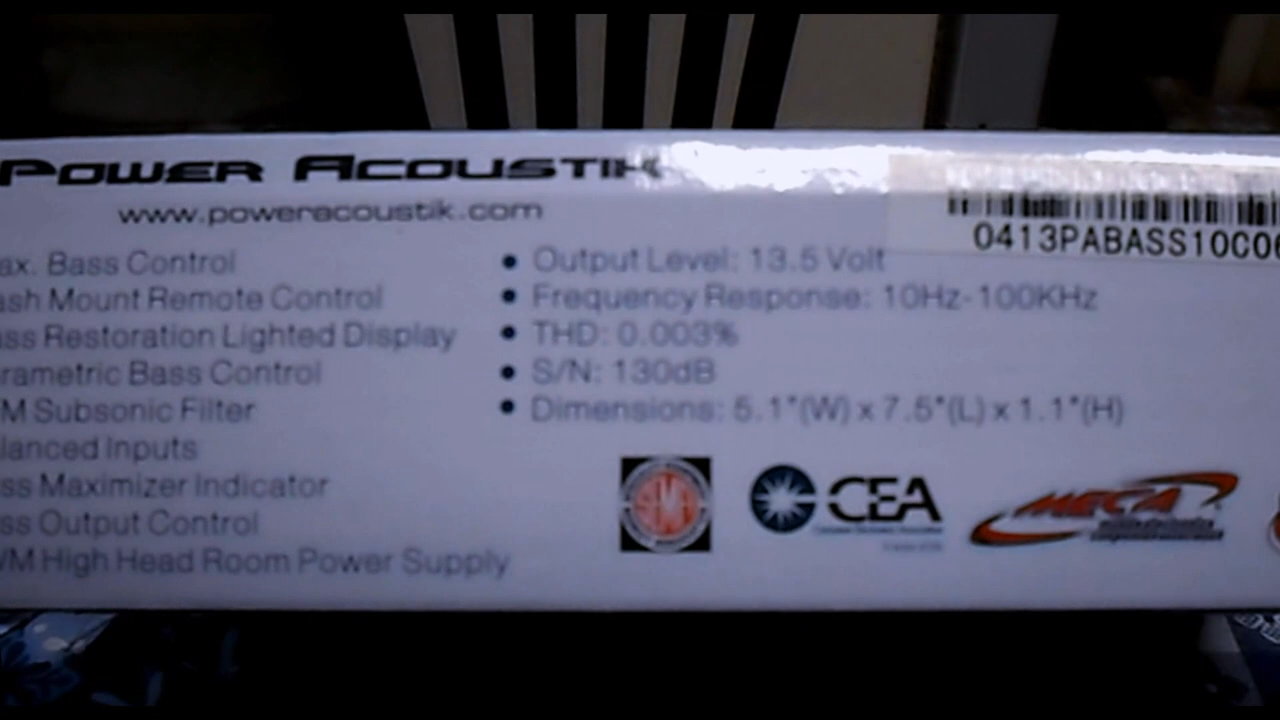 POWER ACOUSTIK
www.poweracoustik.com
0413PABASS10C0
ax. Bass Control
ash Mount Remote Control
ass Restoration Lighted Display
rametric Bass Control
M Subsonic Filter
lanced Inputs
ss Maximizer Indicator
ss Output Control
WM High Head Room Power Supply
• Output Level: 13.5 Volt
• Frequency Response: 10Hz-100KHz
• THD: 0.003%
• S/N: 130dB
• Dimensions: 5.1"(W) x 7.5"(L) x 1.1"(H)
CEA
MECA